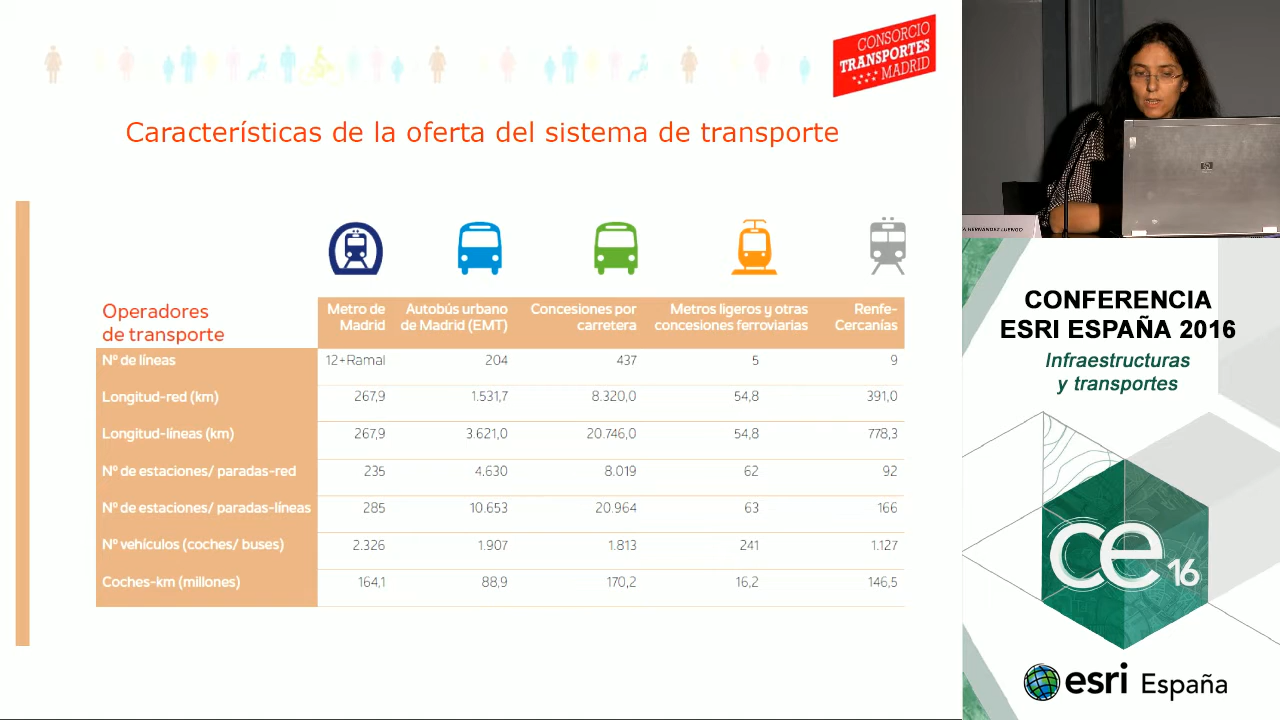 CONSORCIO
TRANSPORTES
MADRID
Características de la oferta del sistema de transporte
Operadores
de transporte
Metro de
Madrid
Autobús urbano
de Madrid (EMT)
Concesiones por
carretera
Metros ligeros y otras
concesiones ferroviarias
Renfe-
Cercanías
Nº de líneas 12+Ramal 204 437 5 9
Longitud-red (km) 267,9 1.531,7 8.320,0 54,8 391,0
Longitud-líneas (km) 267,9 3.621,0 20.746,0 54,8 778,3
Nº de estaciones/ paradas-red 235 4.630 8.019 62 92
Nº de estaciones/ paradas-líneas 285 10.653 20.964 63 166
Nº vehículos (coches/ buses) 2.326 1.907 1.813 241 1.127
Coches-km (millones) 164,1 88,9 170,2 16,2 146,5
hp
A HERNANDEZ LUENGO
CONFERENCIA
ESRI ESPAÑA 2016
Infraestructuras
y transportes
ce16
esri España